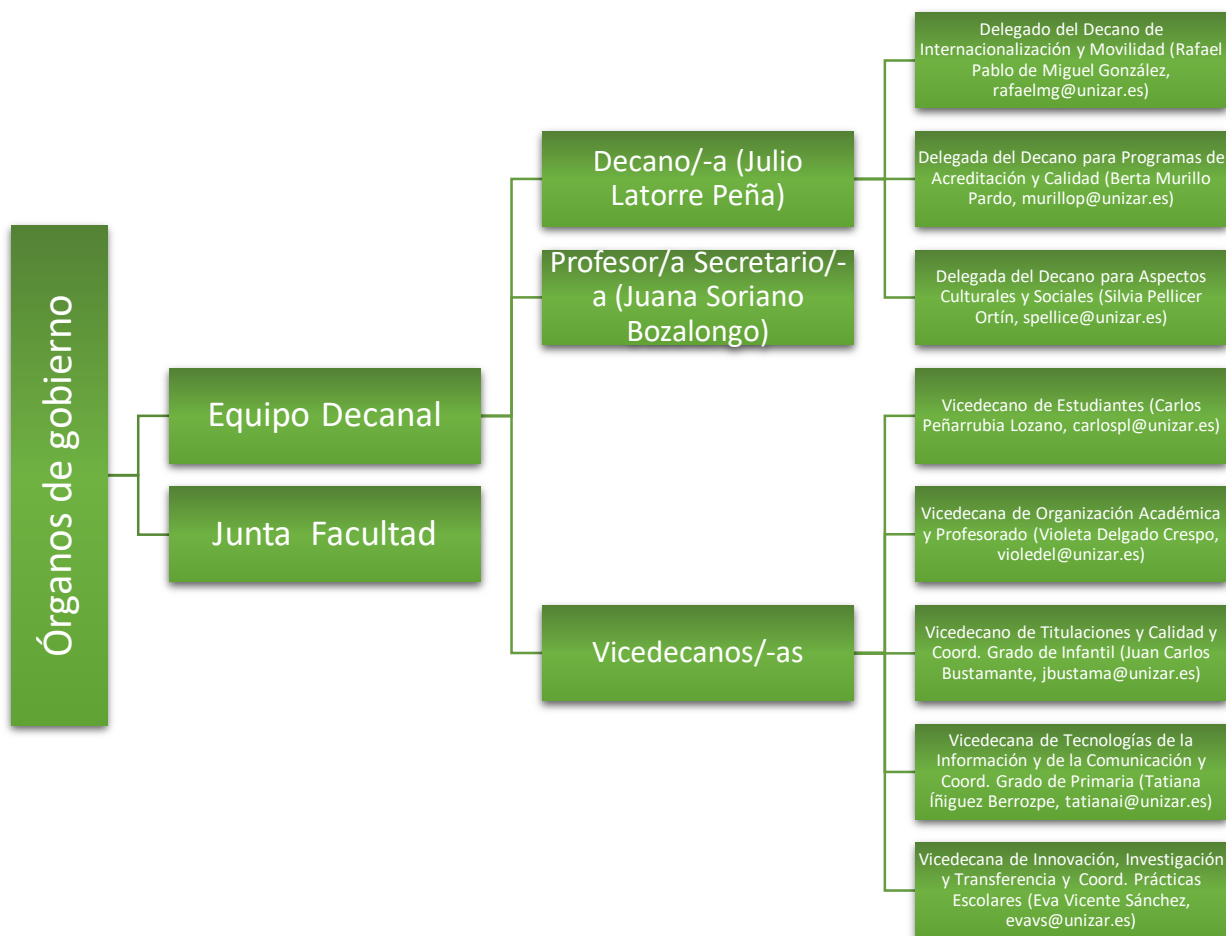 Órganos de gobierno
Equipo Decanal
Junta  Facultad
Decano/-a (Julio
Latorre Peña)
Profesor/a Secretario/-
a (Juana Soriano
Bozalongo)
Vicedecanos/-as
Delegado del Decano de
Internacionalización y Movilidad (Rafael
Pablo de Miguel González,
rafaelmg@unizar.es)
Delegada del Decano para Programas de
Acreditación y Calidad (Berta Murillo
Pardo, murillop@unizar.es)
Delegada del Decano para Aspectos
Culturales y Sociales (Silvia Pellicer
Ortín, spellice@unizar.es)
Vicedecano de Estudiantes (Carlos
Peñarrubia Lozano, carlospl@unizar.es)
Vicedecana de Organización Académica
y Profesorado (Violeta Delgado Crespo,
violedel@unizar.es)
Vicedecano de Titulaciones y Calidad y
Coord. Grado de Infantil (Juan Carlos
Bustamante, jbustama@unizar.es)
Vicedecana de Tecnologías de la
Información y de la Comunicación y
Coord. Grado de Primaria (Tatiana
Íñiguez Berrozpe, tatianai@unizar.es)
Vicedecana de Innovación, Investigación
y Transferencia y  Coord. Prácticas
Escolares (Eva Vicente Sánchez,
evavs@unizar.es)